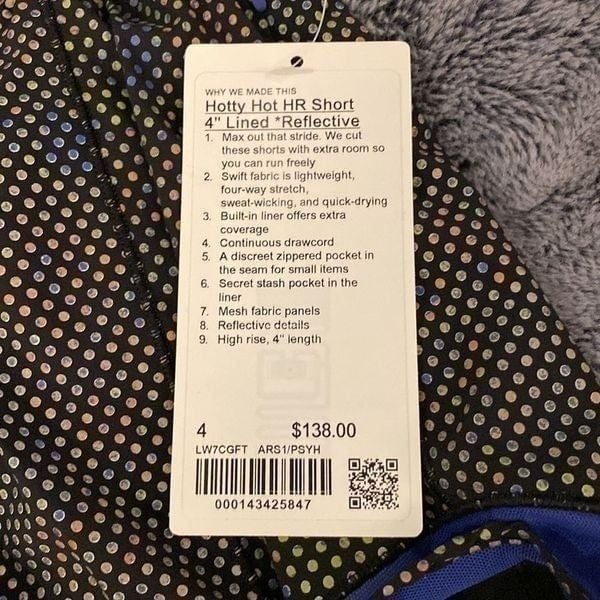 WHY WE MADE THIS
Hotty Hot HR Short
4" Lined *Reflective
1. Max out that stride. We cut
these shorts with extra room so
you can run freely
2. Swift fabric is lightweight,
four-way stretch,
sweat-wicking, and quick-drying
3. Built-in liner offers extra
coverage
4. Continuous drawcord
5. A discreet zippered pocket in
the seam for small items
6. Secret stash pocket in the
liner
7. Mesh fabric panels
8. Reflective details
9. High rise, 4" length
4 $138.00
LW7CGFT ARS1/PSYH
000143425847